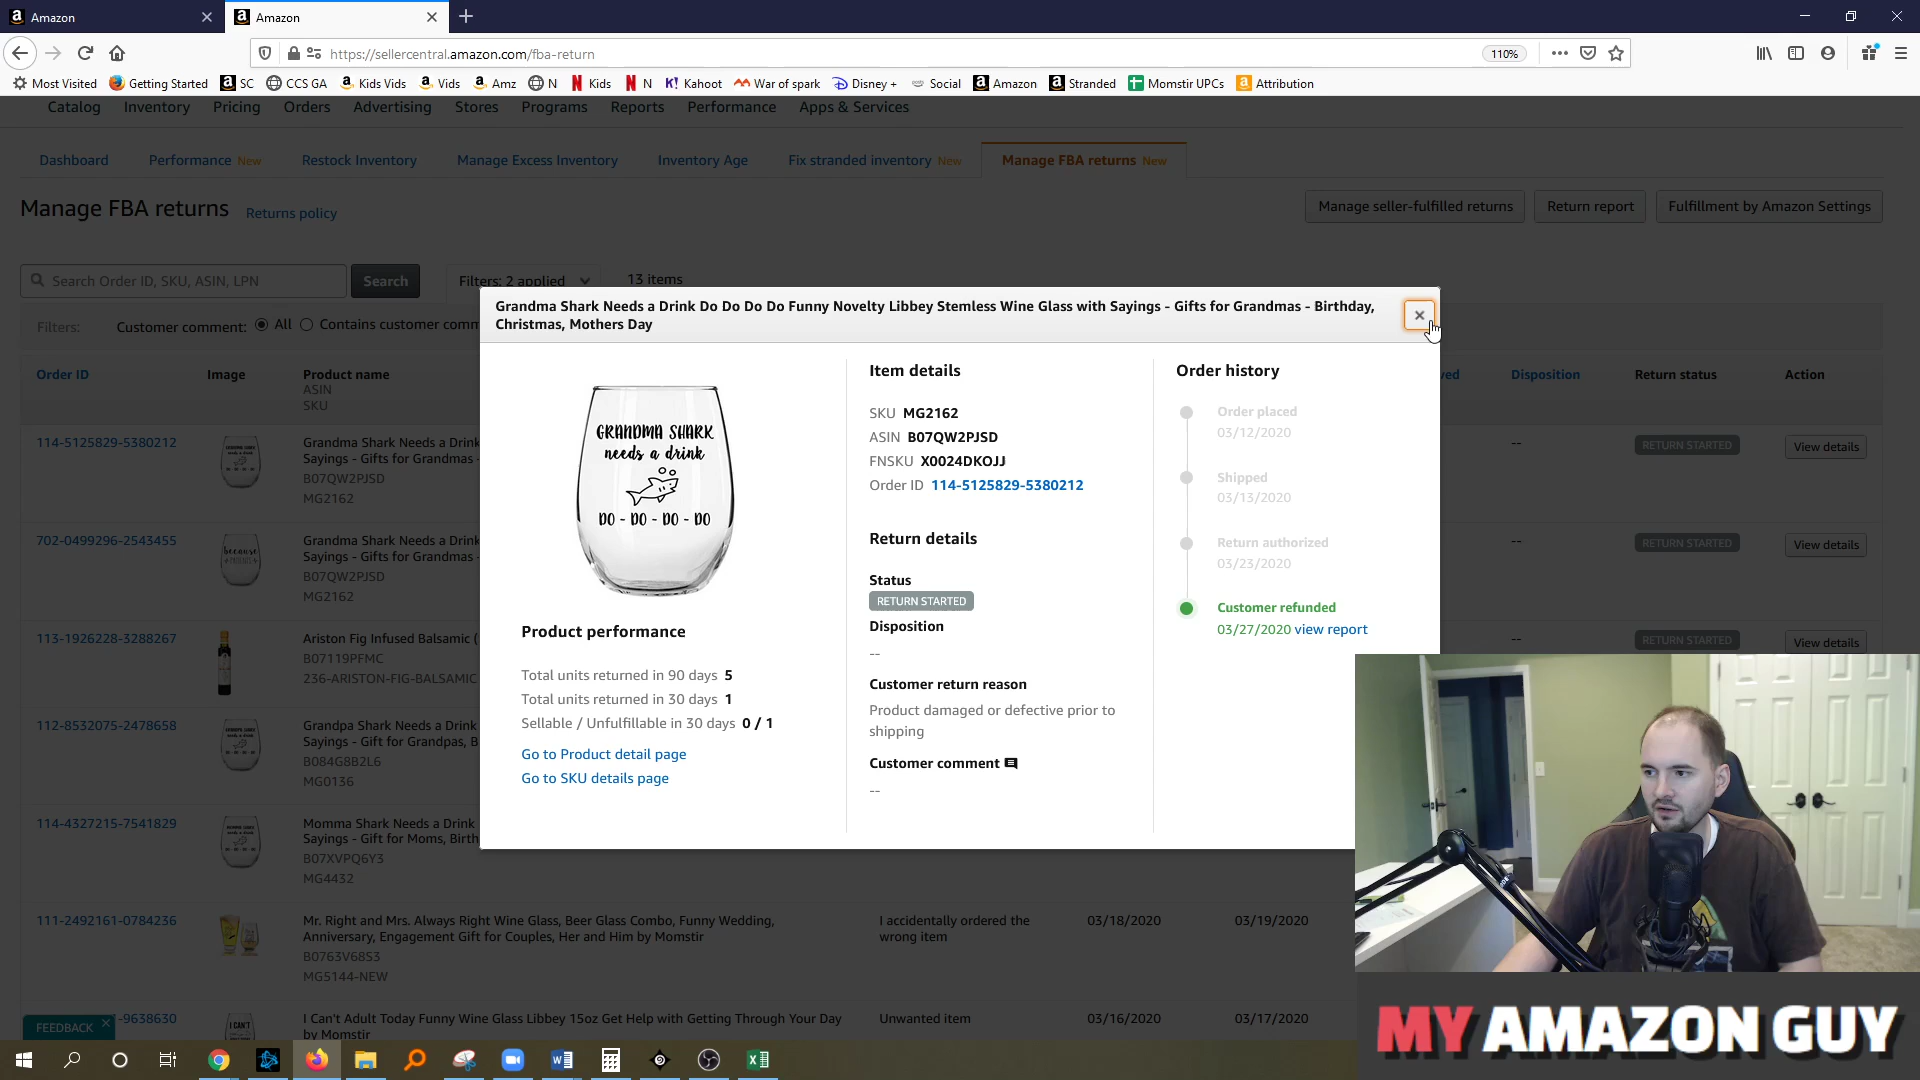 Amazon
Amazon
https://sellercentral.amazon.com/fba-return
110%
Most Visited
Getting Started
SC
CCS GA
Kids Vids
Vids
Amz
N
Kids
N
Kahoot
War of spark
Disney +
Social
Amazon
Stranded
Momstir UPCs
Attribution
Catalog
Inventory
Pricing
Orders
Advertising
Stores
Programs
Reports
Performance
Apps & Services
Dashboard
Performance New
Restock Inventory
Manage Excess Inventory
Inventory Age
Fix stranded inventory New
Manage FBA returns New
Manage FBA returns
Returns policy
Manage seller-fulfilled returns
Return report
Fulfillment by Amazon Settings
Search Order ID, SKU, ASIN, LPN
Search
Filters: 2 applied
13 items
Filters:
Customer comment:
All
Contains customer comm
Grandma Shark Needs a Drink Do Do Do Do Funny Novelty Libbey Stemless Wine Glass with Sayings - Gifts for Grandmas - Birthday,
Christmas, Mothers Day
Order ID
Image
Product name
ASIN
SKU
ved
Disposition
Return status
Action
GRANDMA SHARK
needs a drink
DO - DO - DO - DO
Product performance
Total units returned in 90 days 5
Total units returned in 30 days 1
Sellable / Unfulfillable in 30 days 0 / 1
Go to Product detail page
Go to SKU details page
Item details
SKU MG2162
ASIN B07QW2PJSD
FNSKU X0024DKOJJ
Order ID 114-5125829-5380212
Return details
Status
RETURN STARTED
Disposition
--
Customer return reason
Product damaged or defective prior to
shipping
Customer comment
--
Order history
Order placed
03/12/2020
Shipped
03/13/2020
Return authorized
03/23/2020
Customer refunded
03/27/2020 view report
114-5125829-5380212
Grandma Shark Needs a Drink
Sayings - Gifts for Grandmas -
B07QW2PJSD
MG2162
--
RETURN STARTED
View details
702-0499296-2543455
because
Grandma Shark Needs a Drink
Sayings - Gifts for Grandmas -
B07QW2PJSD
MG2162
--
RETURN STARTED
View details
113-1926228-3288267
Ariston Fig Infused Balsamic (
B07119PFMC
236-ARISTON-FIG-BALSAMIC
--
RETURN STARTED
View details
112-8532075-2478658
Grandpa Shark Needs a Drink
Sayings - Gift for Grandpas, B
B084G8B2L6
MG0136
114-4327215-7541829
Momma Shark Needs a Drink
Sayings - Gift for Moms, Birth
B07XVPQ6Y3
MG4432
111-2492161-0784236
Mr. Right and Mrs. Always Right Wine Glass, Beer Glass Combo, Funny Wedding,
Anniversary, Engagement Gift for Couples, Her and Him by Momstir
B0763V68S3
MG5144-NEW
I accidentally ordered the
wrong item
03/18/2020
03/19/2020
-9638630
I CAN'T
I Can't Adult Today Funny Wine Glass Libbey 15oz Get Help with Getting Through Your Day
by Momstir
Unwanted item
03/16/2020
03/17/2020
FEEDBACK
MY AMAZON GUY